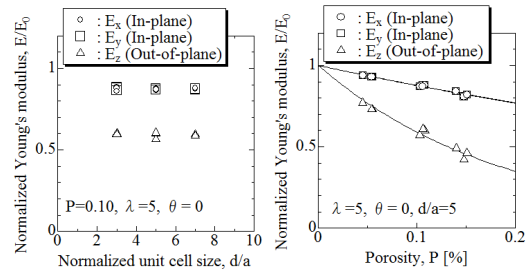 ○ : Ex (In-plane)
□ : Ey (In-plane)
△ : Ez (Out-of-plane)
Normalized Young's modulus, E/E0
1
0.5
0
0 2 4 6 8 10
P=0.10, λ=5, θ = 0
Normalized unit cell size, d/a
○ : Ex (In-plane)
□ : Ey (In-plane)
△ : Ez (Out-of-plane)
Normalized Young's modulus, E/E0
1
0.5
0
0 0.1 0.2
λ=5, θ = 0, d/a=5
Porosity, P [%]